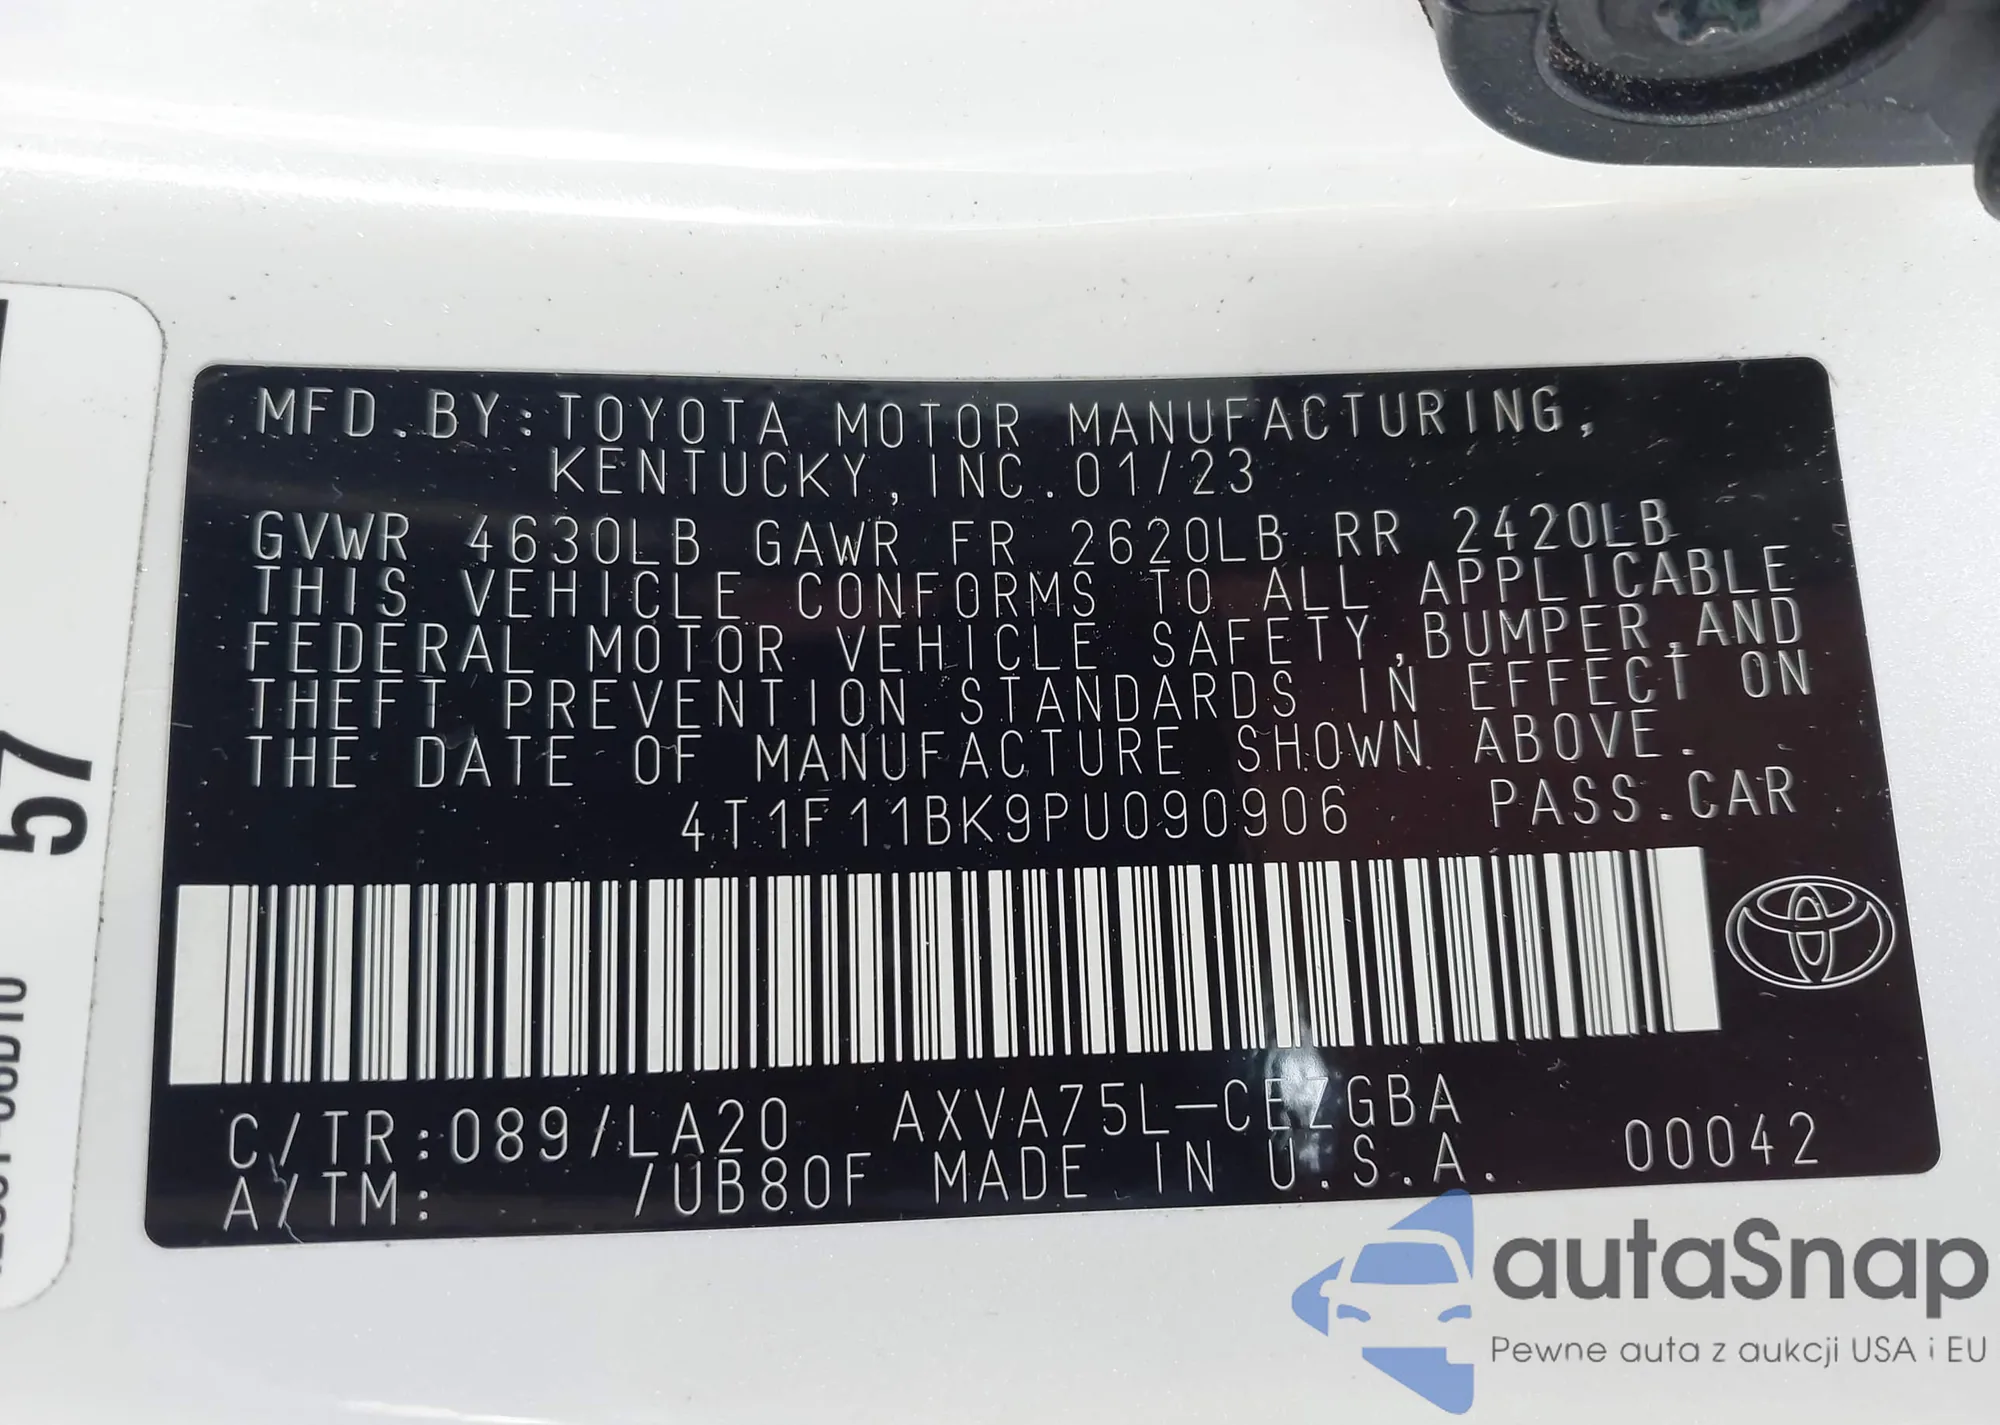 MFD.BY:TOYOTA MOTOR MANUFACTURING,
KENTUCKY,INC.01/23
GVWR 4630LB GAWR FR 2620LB RR 2420LB
THIS VEHICLE CONFORMS TO ALL APPLICABLE
FEDERAL MOTOR VEHICLE SAFETY,BUMPER,AND
THEFT PREVENTION STANDARDS IN EFFECT ON
THE DATE OF MANUFACTURE SHOWN ABOVE.
4T1F11BK9PU090906 PASS.CAR
C/TR:089/LA20 AXVA75L-CEZGBA
A/TM: /UB80F MADE IN U.S.A. 00042
57
autaSnap
Pewne auta z aukcji USA i EU